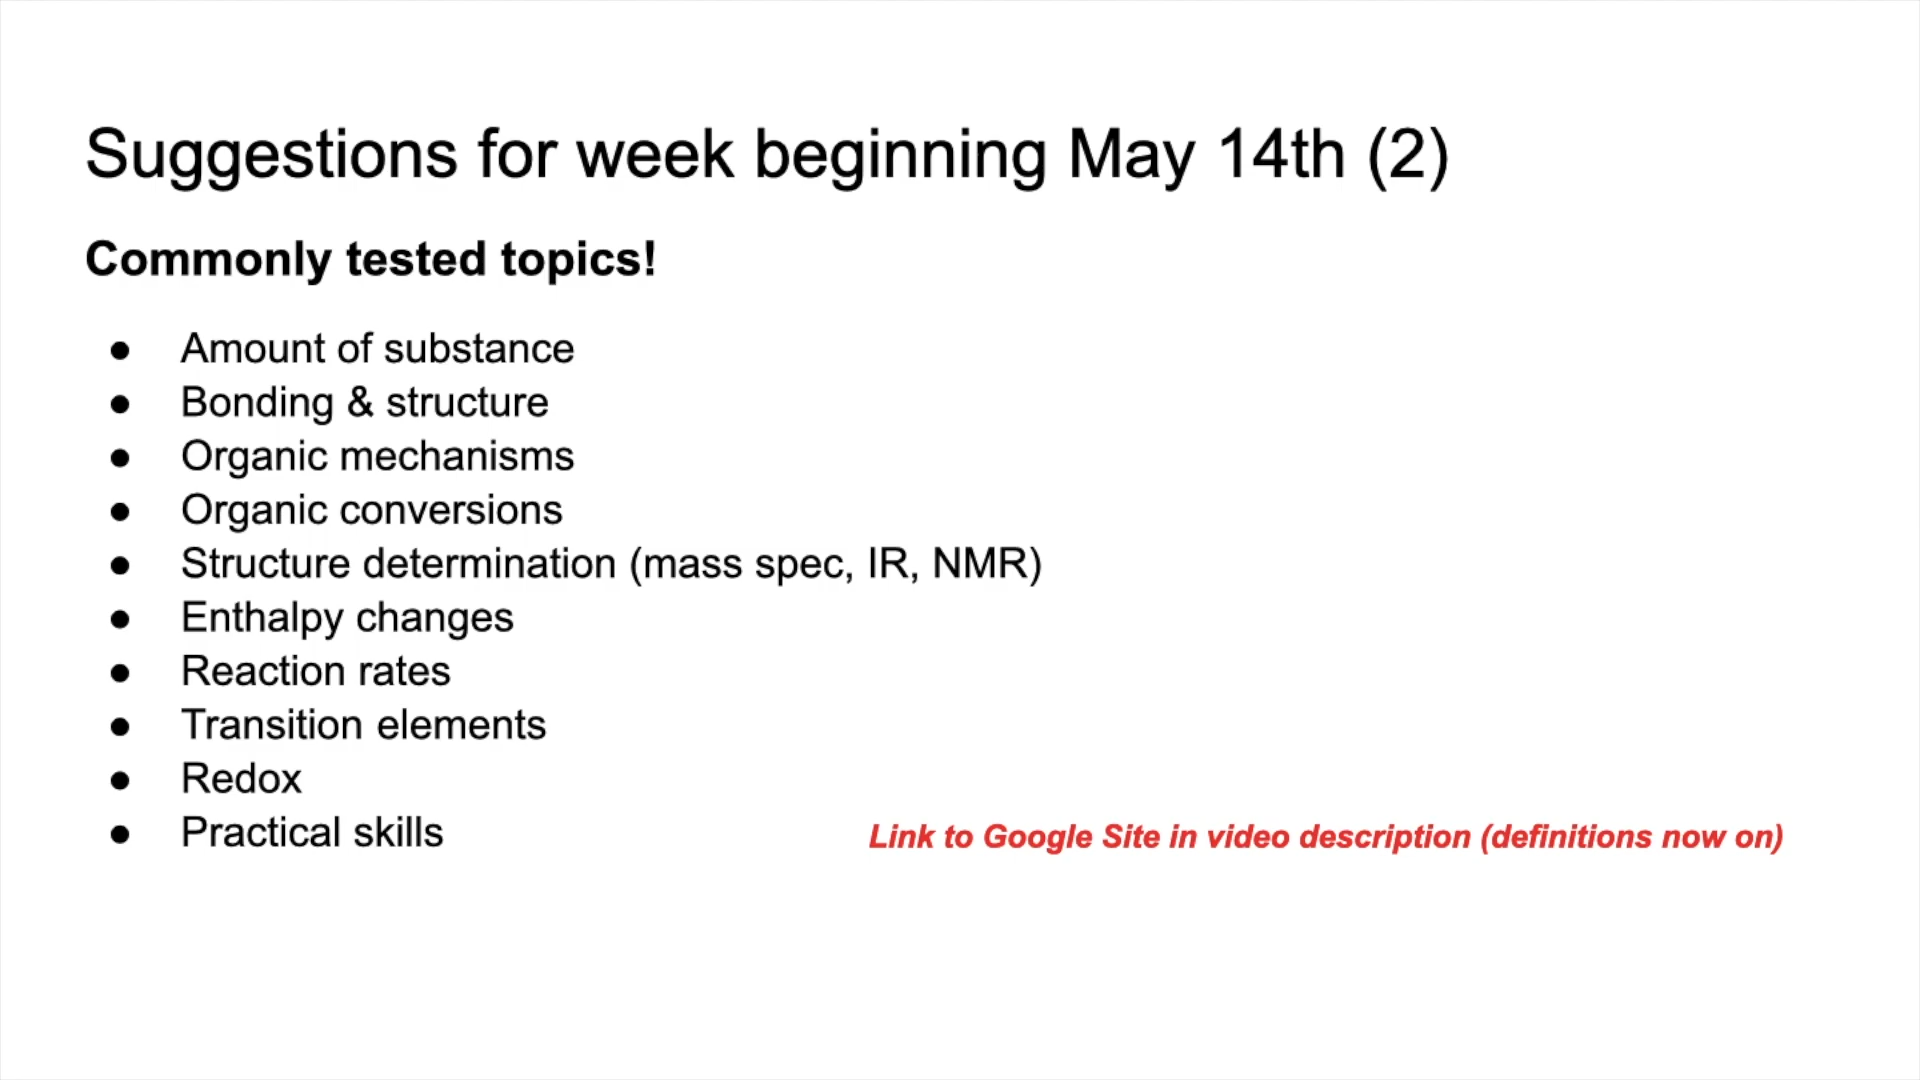 Suggestions for week beginning May 14th (2)
Commonly tested topics!
● Amount of substance
● Bonding & structure
● Organic mechanisms
● Organic conversions
● Structure determination (mass spec, IR, NMR)
● Enthalpy changes
● Reaction rates
● Transition elements
● Redox
● Practical skills
Link to Google Site in video description (definitions now on)